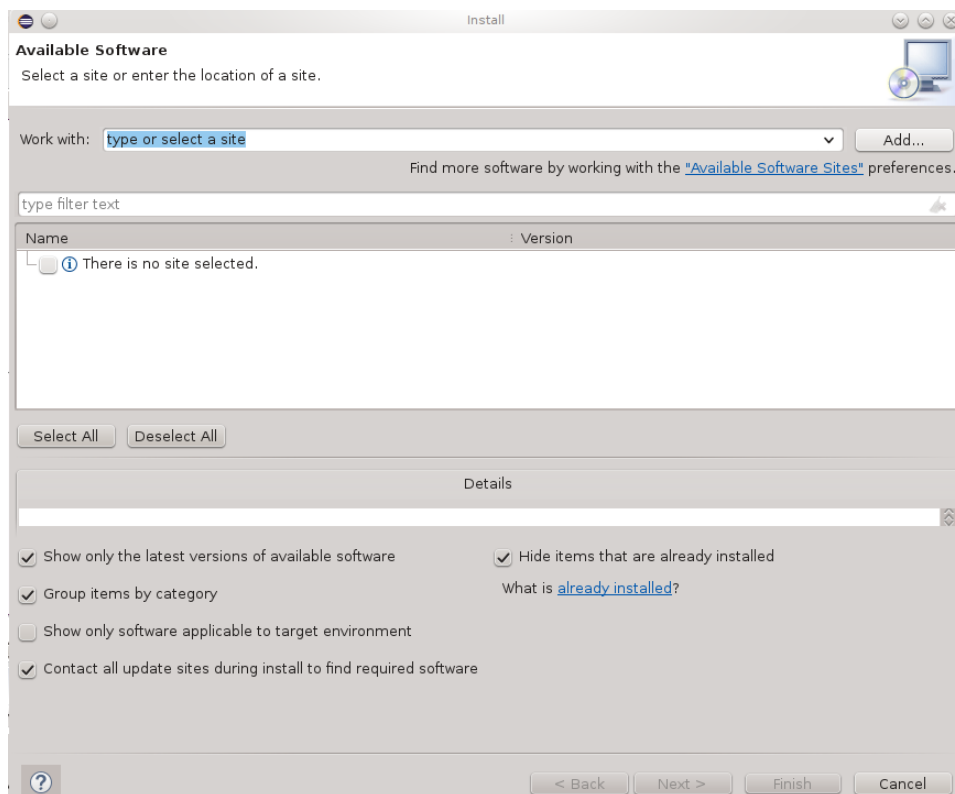 Install
Available Software
Select a site or enter the location of a site.
Work with: type or select a site Add...
Find more software by working with the "Available Software Sites" preferences.
type filter text
Name Version
There is no site selected.
Select All Deselect All
Details
Show only the latest versions of available software Hide items that are already installed
Group items by category What is already installed?
Show only software applicable to target environment
Contact all update sites during install to find required software
? < Back Next > Finish Cancel